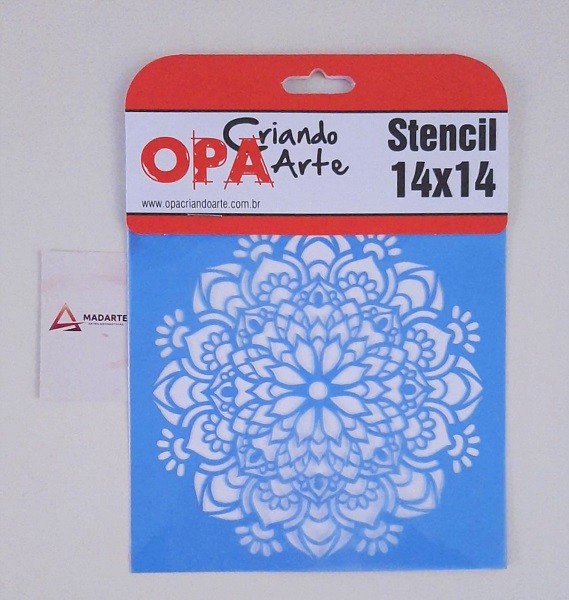 OPA Criando Arte
Stencil
14x14
www.opacriandoarte.com.br
MADARTE